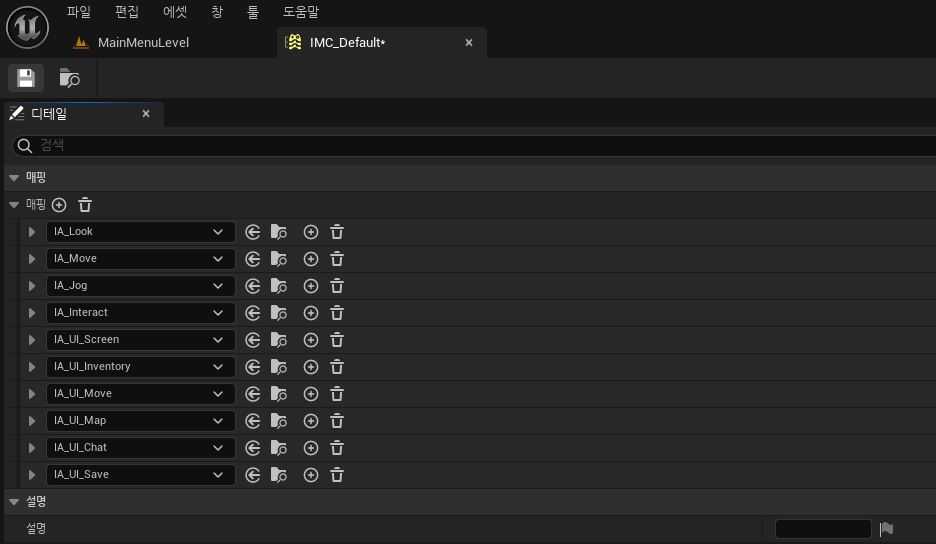 파일 편집 에셋 창 툴 도움말
MainMenuLevel IMC_Default*
디테일
검색
매핑
매핑
IA_Look
IA_Move
IA_Jog
IA_Interact
IA_UI_Screen
IA_UI_Inventory
IA_UI_Move
IA_UI_Map
IA_UI_Chat
IA_UI_Save
설명
설명